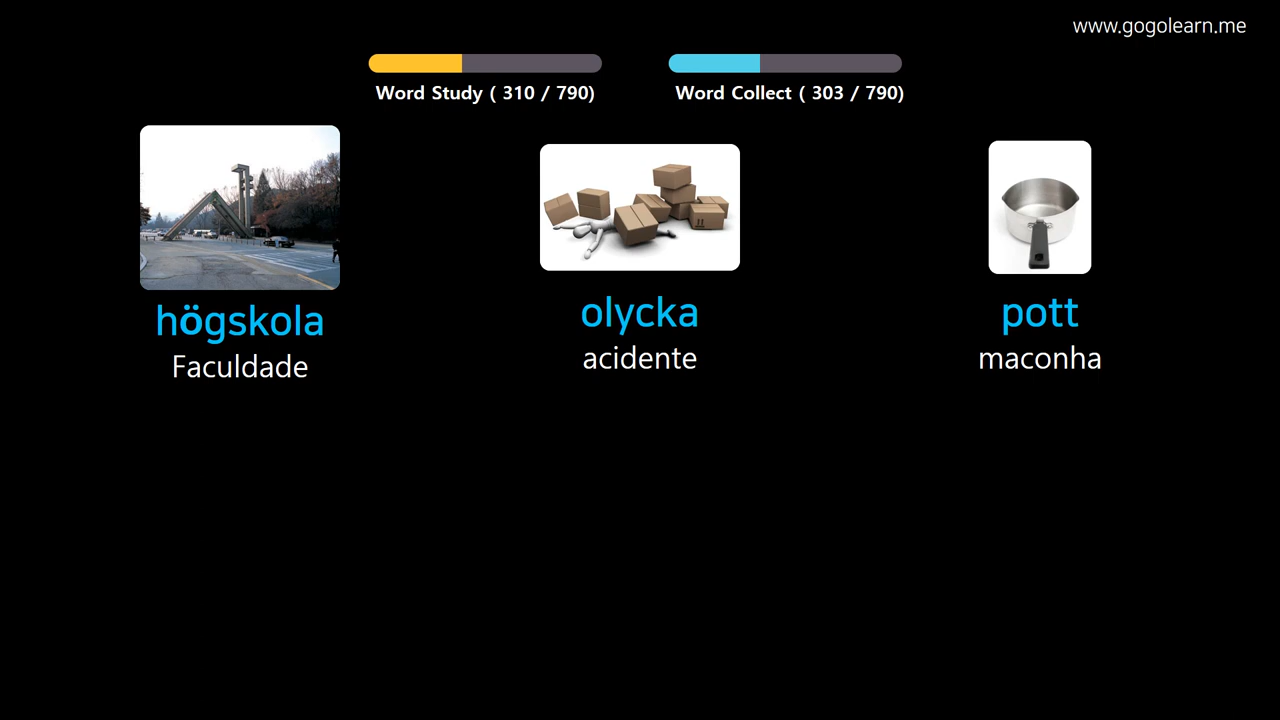 www.gogolearn.me
Word Study ( 310 / 790)
Word Collect ( 303 / 790)
högskola
Faculdade
olycka
acidente
pott
maconha